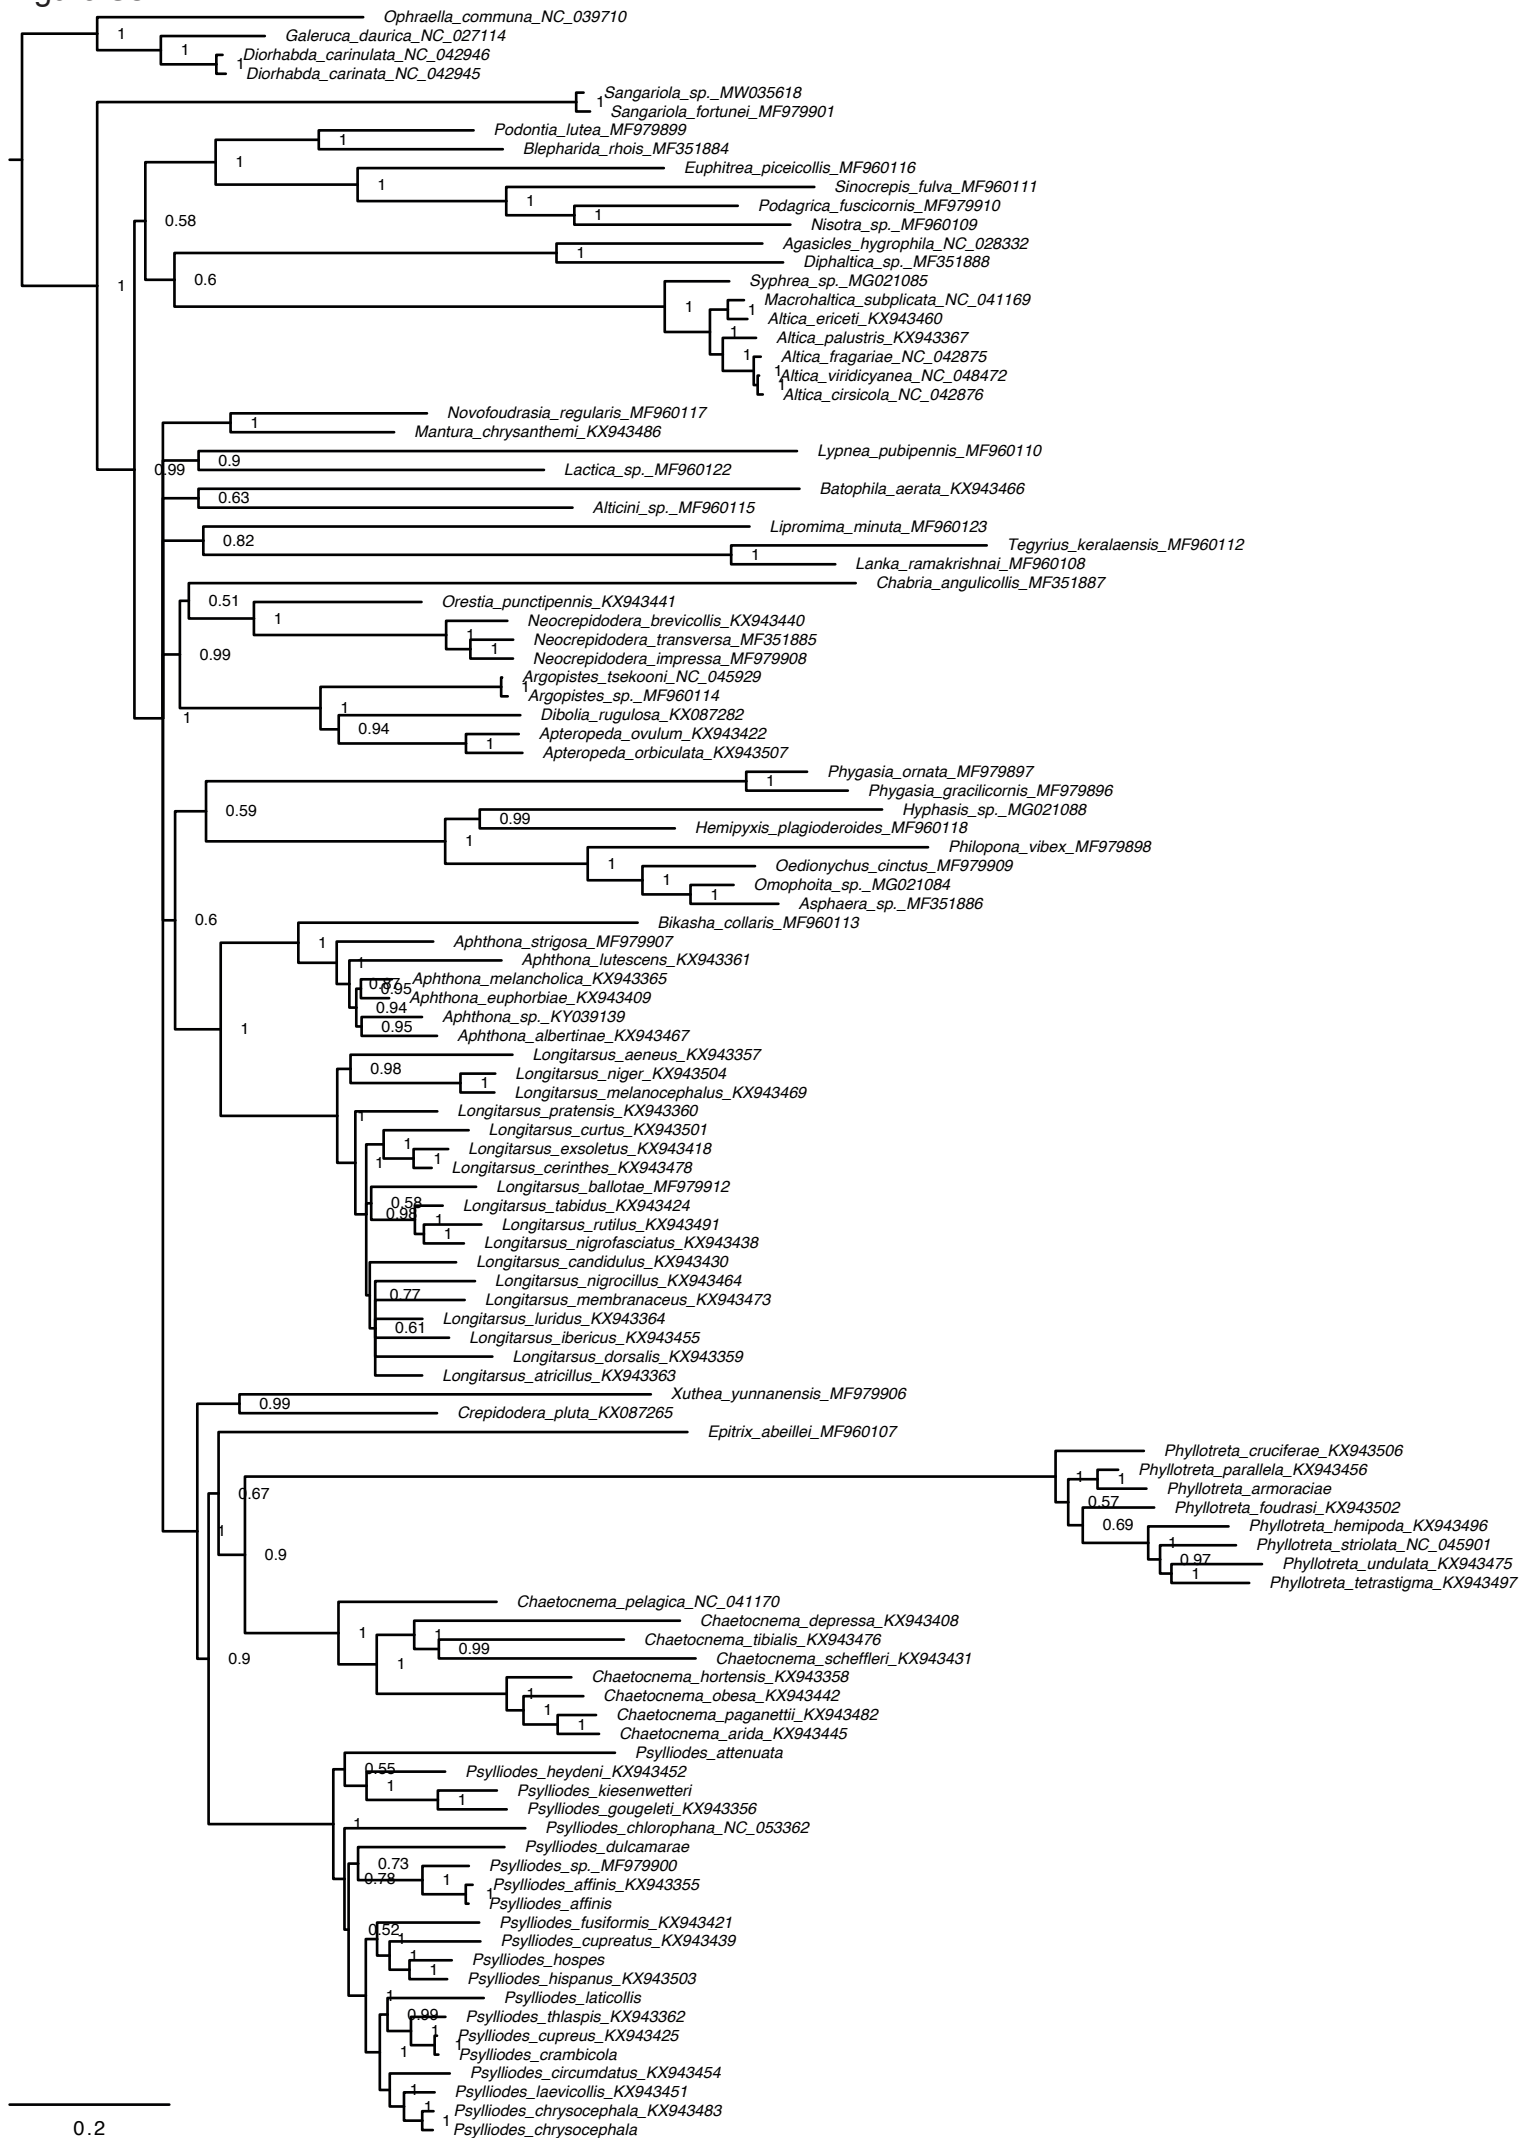 Ophraella_communa_NC_039710
1
Galeruca_daurica_NC_027114
1
Diorhabda_carinulata_NC_042946
1
Diorhabda_carinata_NC_042945
Sangariola_sp._MW035618
1
Sangariola_fortunei_MF979901
Podontia_lutea_MF979899
1
Blepharida_rhois_MF351884
1
Euphitrea_piceicollis_MF960116
1
Sinocrepis_fulva_MF960111
1
Podagrica_fuscicornis_MF979910
1
Nisotra_sp._MF960109
0.58
Agasicles_hygrophila_NC_028332
1
Diphaltica_sp._MF351888
0.6
1
Syphrea_sp._MG021085
1
Macrohaltica_subplicata_NC_041169
1
Altica_ericeti_KX943460
1
Altica_palustris_KX943367
1
Altica_fragariae_NC_042875
1
Altica_viridicyanea_NC_048472
1
Altica_cirsicola_NC_042876
Novofoudrasia_regularis_MF960117
1
Mantura_chrysanthemi_KX943486
Lypnea_pubipennis_MF960110
0.9
0.99
Lactica_sp._MF960122
Batophila_aerata_KX943466
0.63
Alticini_sp._MF960115
Lipromima_minuta_MF960123
0.82
Tegyrius_keralaensis_MF960112
1
Lanka_ramakrishnai_MF960108
Chabria_angulicollis_MF351887
0.51
Orestia_punctipennis_KX943441
1
Neocrepidodera_brevicollis_KX943440
1
Neocrepidodera_transversa_MF351885
1
Neocrepidodera_impressa_MF979908
0.99
Argopistes_tsekooni_NC_045929
1
Argopistes_sp._MF960114
1
Dibolia_rugulosa_KX087282
1
0.94
Apteropeda_ovulum_KX943422
1
Apteropeda_orbiculata_KX943507
Phygasia_ornata_MF979897
1
Phygasia_gracilicornis_MF979896
0.59
Hyphasis_sp._MG021088
0.99
Hemipyxis_plagioderoides_MF960118
1
Philopona_vibex_MF979898
1
Oedionychus_cinctus_MF979909
1
Omophoita_sp._MG021084
1
Asphaera_sp._MF351886
0.6
Bikasha_collaris_MF960113
1
Aphthona_strigosa_MF979907
1
Aphthona_lutescens_KX943361
Aphthona_melancholica_KX943365
0.87
0.95
Aphthona_euphorbiae_KX943409
0.94
Aphthona_sp._KY039139
0.95
Aphthona_albertinae_KX943467
1
Longitarsus_aeneus_KX943357
0.98
Longitarsus_niger_KX943504
1
Longitarsus_melanocephalus_KX943469
1
Longitarsus_pratensis_KX943360
Longitarsus_curtus_KX943501
1
Longitarsus_exsoletus_KX943418
1
1
Longitarsus_cerinthes_KX943478
Longitarsus_ballotae_MF979912
0.58
Longitarsus_tabidus_KX943424
0.98
1
Longitarsus_rutilus_KX943491
1
Longitarsus_nigrofasciatus_KX943438
Longitarsus_candidulus_KX943430
Longitarsus_nigrocillus_KX943464
0.77
Longitarsus_membranaceus_KX943473
Longitarsus_luridus_KX943364
0.61
Longitarsus_ibericus_KX943455
Longitarsus_dorsalis_KX943359
Longitarsus_atricillus_KX943363
Xuthea_yunnanensis_MF979906
0.99
Crepidodera_pluta_KX087265
Epitrix_abeillei_MF960107
Phyllotreta_cruciferae_KX943506
Phyllotreta_parallela_KX943456
1
1
Phyllotreta_armoraciae
0.67
0.57
Phyllotreta_foudrasi_KX943502
0.69
Phyllotreta_hemipoda_KX943496
1
1
Phyllotreta_striolata_NC_045901
0.9
0.97
Phyllotreta_undulata_KX943475
1
Phyllotreta_tetrastigma_KX943497
Chaetocnema_pelagica_NC_041170
Chaetocnema_depressa_KX943408
1
1
Chaetocnema_tibialis_KX943476
0.99
Chaetocnema_scheffleri_KX943431
0.9
1
Chaetocnema_hortensis_KX943358
1
Chaetocnema_obesa_KX943442
1
Chaetocnema_paganettii_KX943482
1
Chaetocnema_arida_KX943445
Psylliodes_attenuata
0.55
Psylliodes_heydeni_KX943452
1
Psylliodes_kiesenwetteri
1
Psylliodes_gougeleti_KX943356
1
Psylliodes_chlorophana_NC_053362
Psylliodes_dulcamarae
0.73
Psylliodes_sp._MF979900
0.78
1
Psylliodes_affinis_KX943355
1
Psylliodes_affinis
Psylliodes_fusiformis_KX943421
0.52
1
Psylliodes_cupreatus_KX943439
1
Psylliodes_hospes
1
Psylliodes_hispanus_KX943503
1
Psylliodes_laticollis
0.99
Psylliodes_thlaspis_KX943362
1
Psylliodes_cupreus_KX943425
1
1
Psylliodes_crambicola
Psylliodes_circumdatus_KX943454
1
Psylliodes_laevicollis_KX943451
1
Psylliodes_chrysocephala_KX943483
1
Psylliodes_chrysocephala
0.2